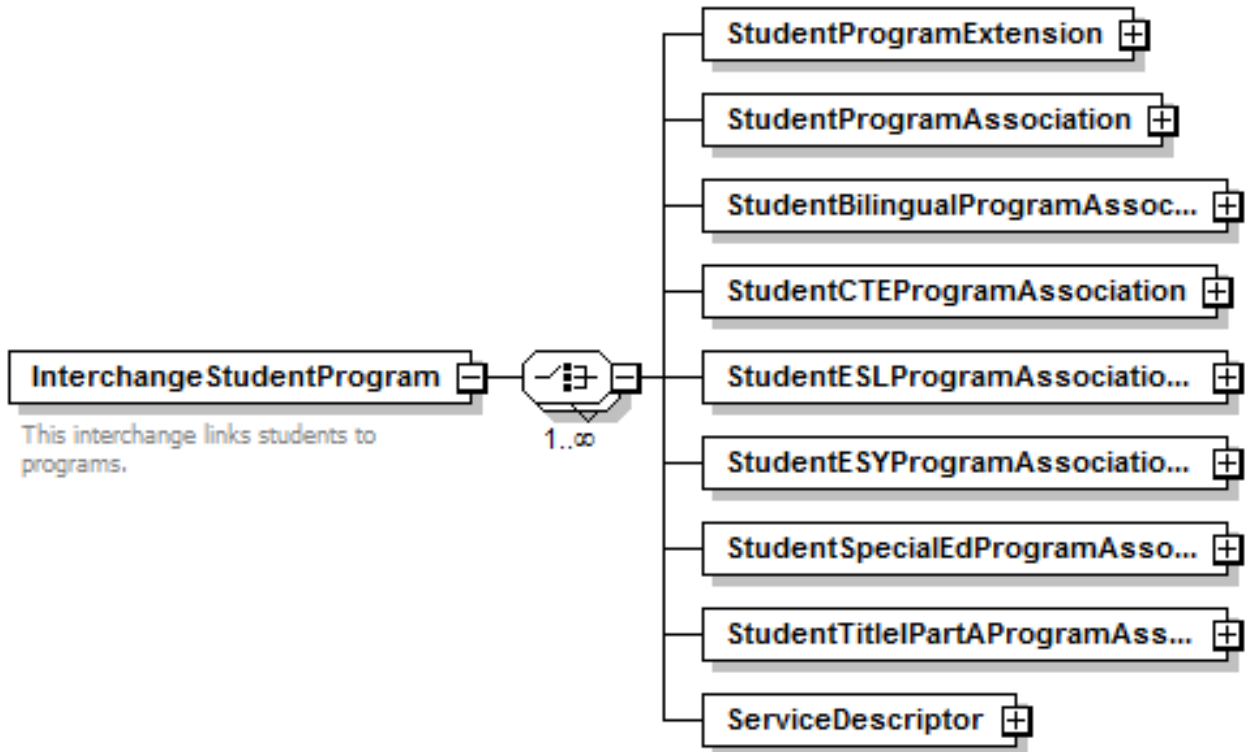 StudentProgramExtension
StudentProgramAssociation
StudentBilingualProgramAssoc...
StudentCTEProgramAssociation
InterchangeStudentProgram
StudentESLProgramAssociatio...
This interchange links students to
programs.
1..∞
StudentESYProgramAssociatio...
StudentSpecialEdProgramAsso...
StudentTitleIPartAProgramAss...
ServiceDescriptor